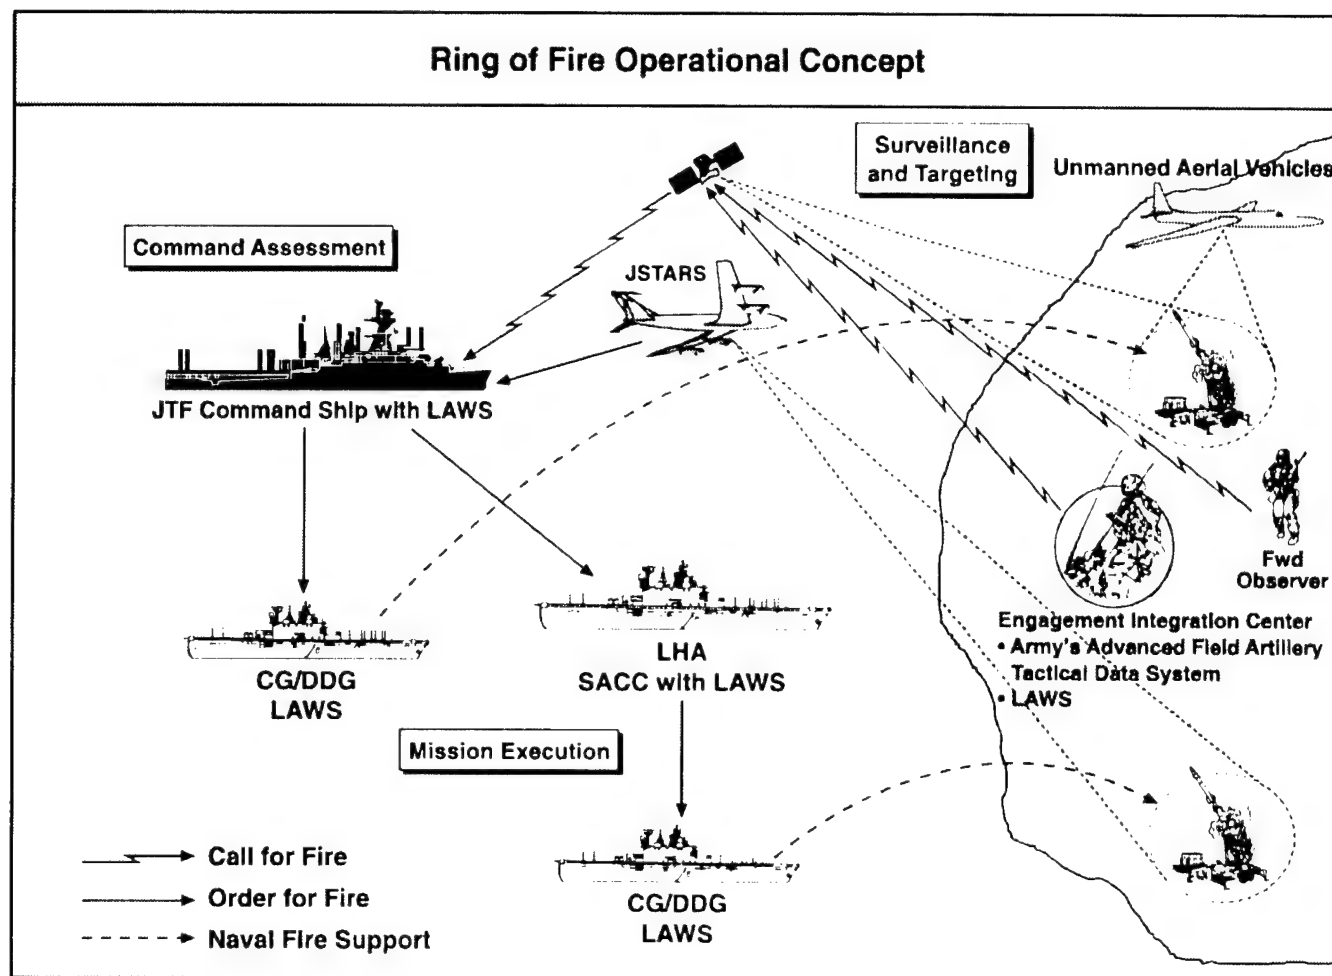 Ring of Fire Operational Concept
Surveillance
and Targeting
Unmanned Aerial Vehicles
Command Assessment
JSTARS
JTF Command Ship with LAWS
Fwd
Observer
Engagement Integration Center
• Army's Advanced Field Artillery
Tactical Data System
• LAWS
CG/DDG
LAWS
LHA
SACC with LAWS
Mission Execution
CG/DDG
LAWS
Call for Fire
Order for Fire
Naval Fire Support